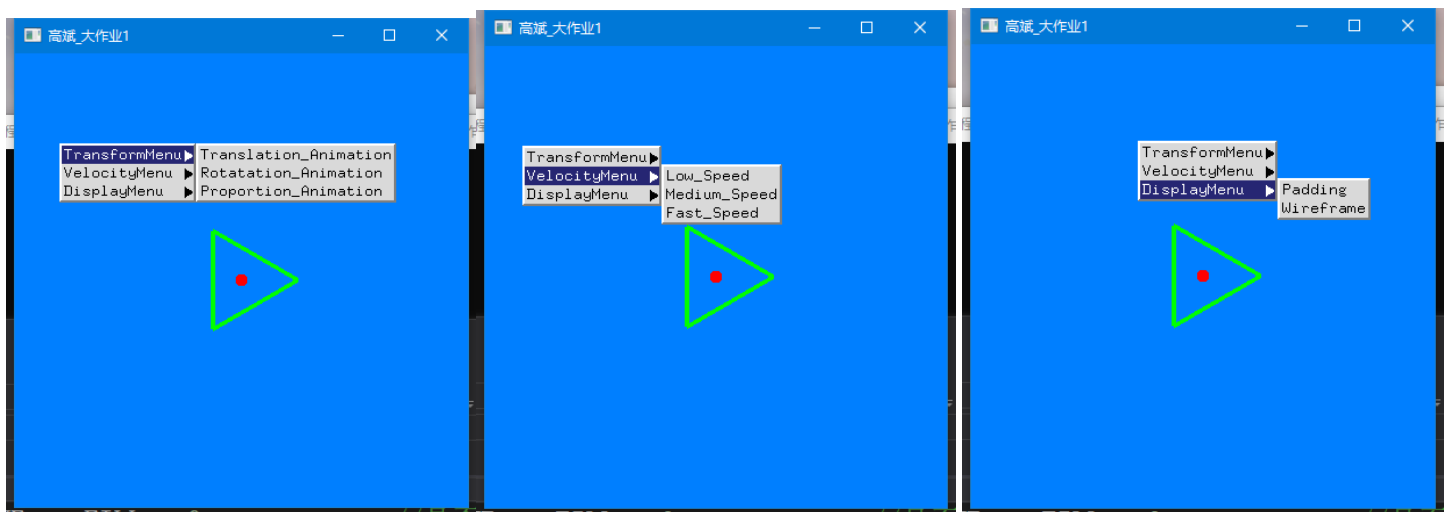 高斌_大作业1
TransformMenu
VelocityMenu
DisplayMenu
Translation_Animation
Rotatation_Animation
Proportion_Animation
高斌_大作业1
TransformMenu
VelocityMenu
DisplayMenu
Low_Speed
Medium_Speed
Fast_Speed
高斌_大作业1
TransformMenu
VelocityMenu
DisplayMenu
Padding
Wireframe